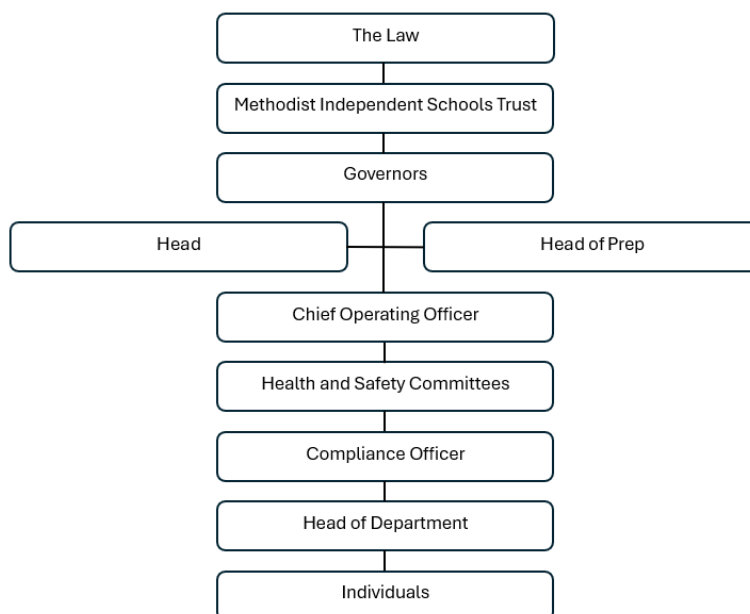 The Law
Methodist Independent Schools Trust
Governors
Head
Head of Prep
Chief Operating Officer
Health and Safety Committees
Compliance Officer
Head of Department
Individuals